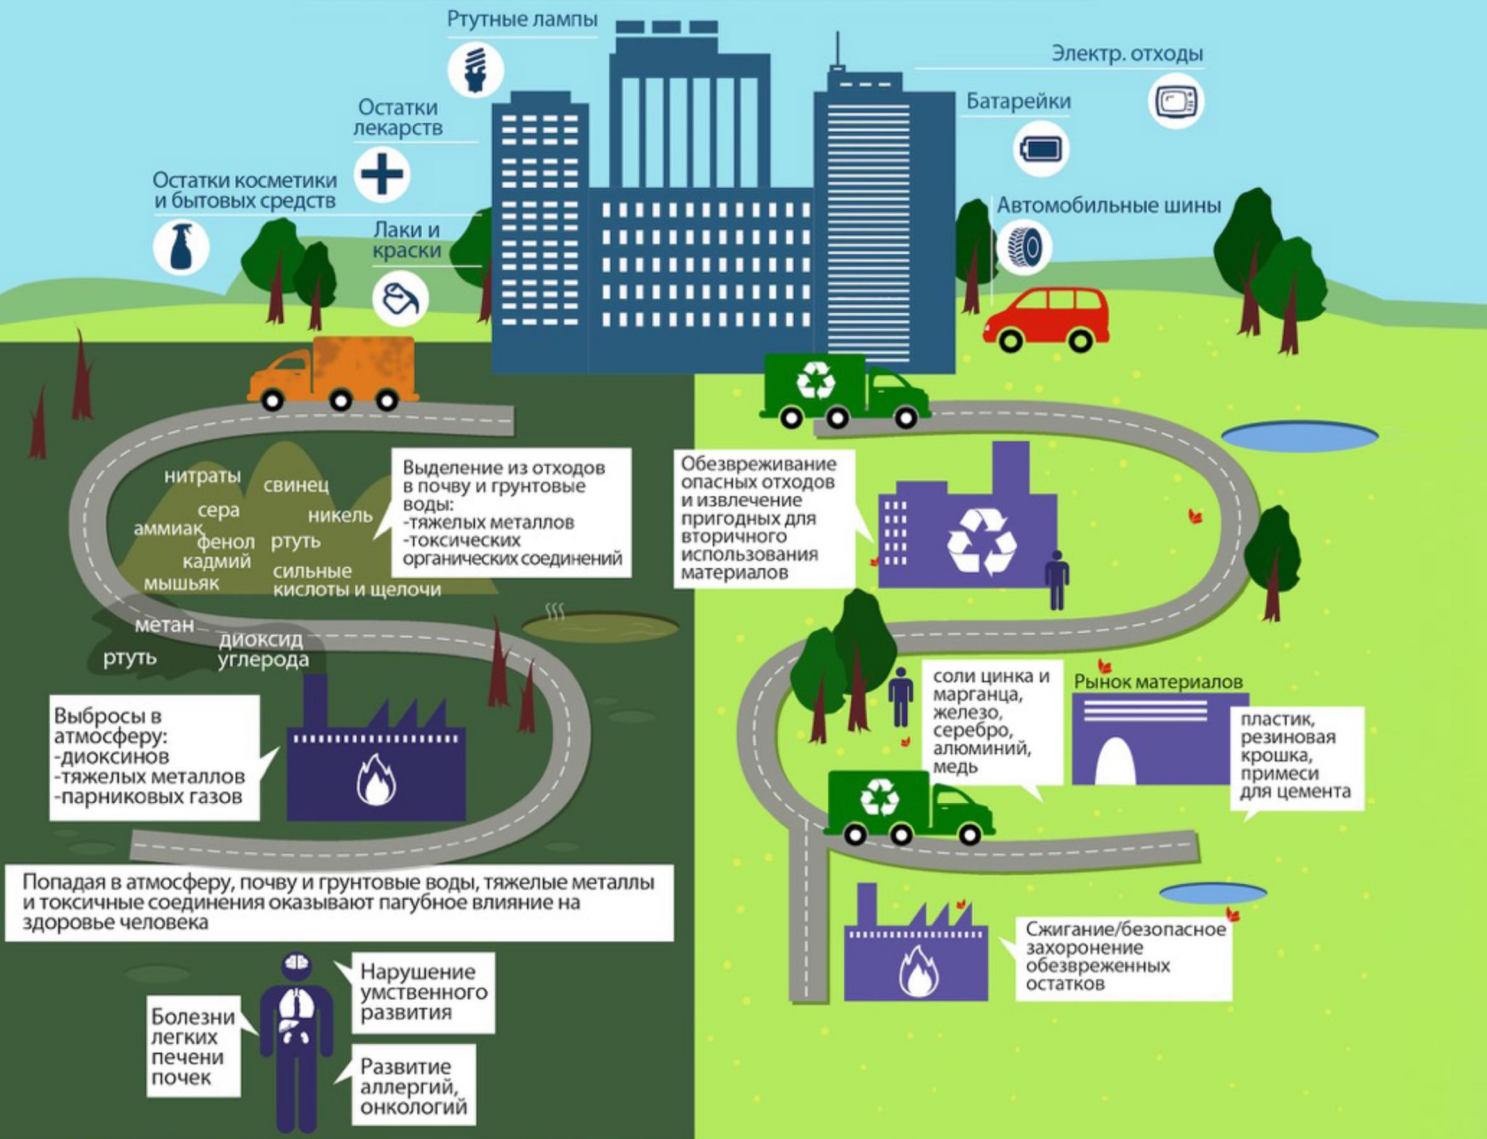 Ртутные лампы
Электр. отходы
Остатки
лекарств
Батарейки
Остатки косметики
и бытовых средств
Автомобильные шины
Лаки и
краски
нитраты
свинец
сера
никель
аммиак
фенол
ртуть
кадмий
сильные
кислоты и щелочи
мышьяк
Выделение из отходов
в почву и грунтовые
воды:
-тяжелых металлов
-токсических
органических соединений
метан
диоксид
углерода
ртуть
Выбросы в
атмосферу:
-диоксинов
-тяжелых металлов
-парниковых газов
Попадая в атмосферу, почву и грунтовые воды, тяжелые металлы
и токсичные соединения оказывают пагубное влияние на
здоровье человека
Нарушение
умственного
развития
Болезни
легких
печени
почек
Развитие
аллергий,
онкологий
Обезвреживание
опасных отходов
и извлечение
пригодных для
вторичного
использования
материалов
соли цинка и
марганца,
железо,
серебро,
алюминий,
медь
Рынок материалов
пластик,
резиновая
крошка,
примеси
для цемента
Сжигание/безопасное
захоронение
обезвреженных
остатков